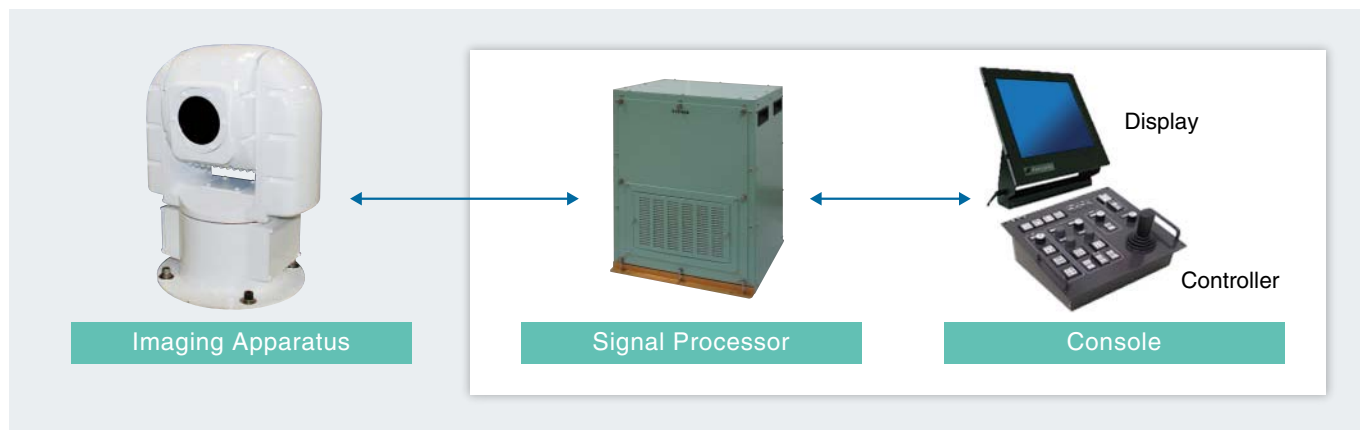 Display
Controller
Imaging Apparatus
Signal Processor
Console